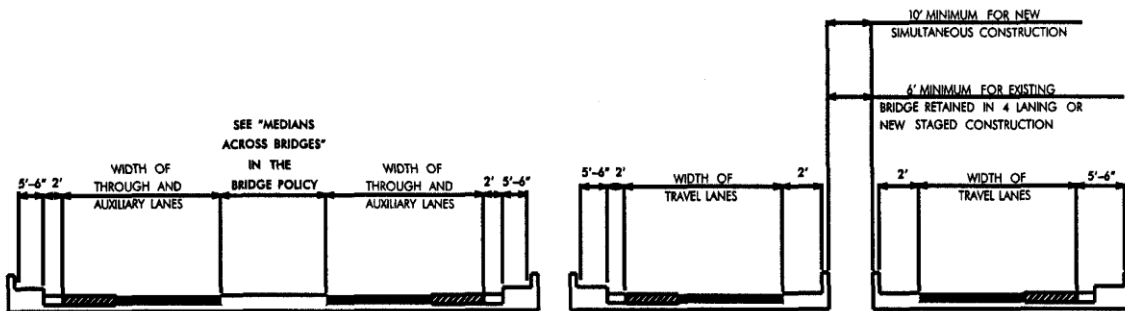 10' MINIMUM FOR NEW
SIMULTANEOUS CONSTRUCTION
6' MINIMUM FOR EXISTING
BRIDGE RETAINED IN 4 LANING OR
NEW STAGED CONSTRUCTION
SEE "MEDIANS
ACROSS BRIDGES"
IN THE
BRIDGE POLICY
5'-6" 2'
WIDTH OF
THROUGH AND
AUXILIARY LANES
WIDTH OF
THROUGH AND
AUXILIARY LANES
2' 5'-6"
5'-6" 2'
WIDTH OF
TRAVEL LANES
2'
2'
WIDTH OF
TRAVEL LANES
5'-6"